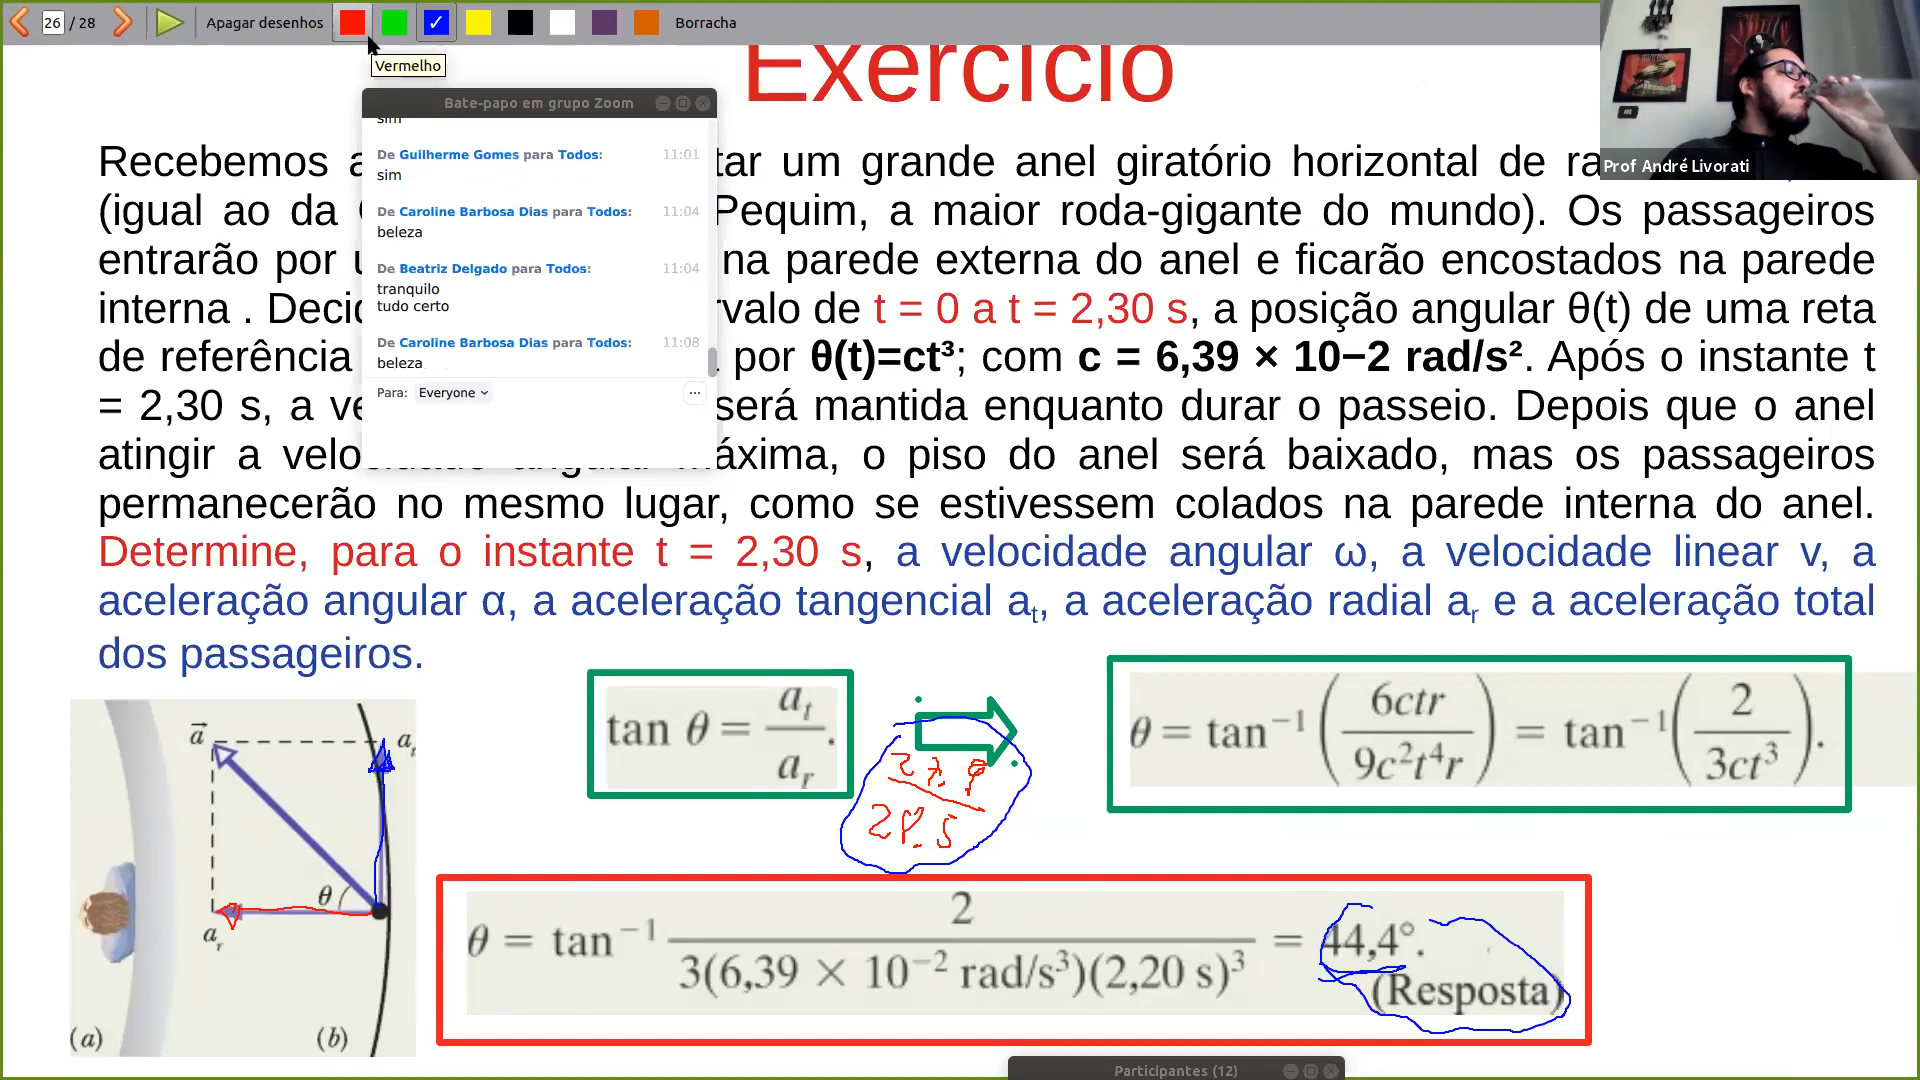 26 / 28 Apagar desenhos ✓ Borracha
Vermelho
Exercício
Bate-papo em grupo Zoom
sim
De Guilherme Gomes para Todos: 11:01
sim
De Caroline Barbosa Dias para Todos: 11:04
beleza
De Beatriz Delgado para Todos: 11:04
tranquilo
tudo certo
De Caroline Barbosa Dias para Todos: 11:08
beleza
Para: Everyone
Prof André Livorati
Recebemos a tar um grande anel giratório horizontal de ra
(igual ao da Pequim, a maior roda-gigante do mundo). Os passageiros
entrarão por na parede externa do anel e ficarão encostados na parede
interna . Decid valo de t = 0 a t = 2,30 s, a posição angular θ(t) de uma reta
de referência por θ(t)=ct³; com c = 6,39 × 10−2 rad/s². Após o instante t
= 2,30 s, a ve será mantida enquanto durar o passeio. Depois que o anel
atingir a velocidade angular máxima, o piso do anel será baixado, mas os passageiros
permanecerão no mesmo lugar, como se estivessem colados na parede interna do anel.
Determine, para o instante t = 2,30 s, a velocidade angular ω, a velocidade linear v, a
aceleração angular α, a aceleração tangencial at, a aceleração radial ar e a aceleração total
dos passageiros.
tan θ = at / ar.
θ = tan⁻¹ (6ctr / 9c²t⁴r) = tan⁻¹ (2 / 3ct³).
a
at
θ
ar
(a) (b)
θ = tan⁻¹ 2 / 3(6,39 × 10⁻² rad/s³)(2,20 s)³ = 44,4°.
(Resposta)
Participantes (12)